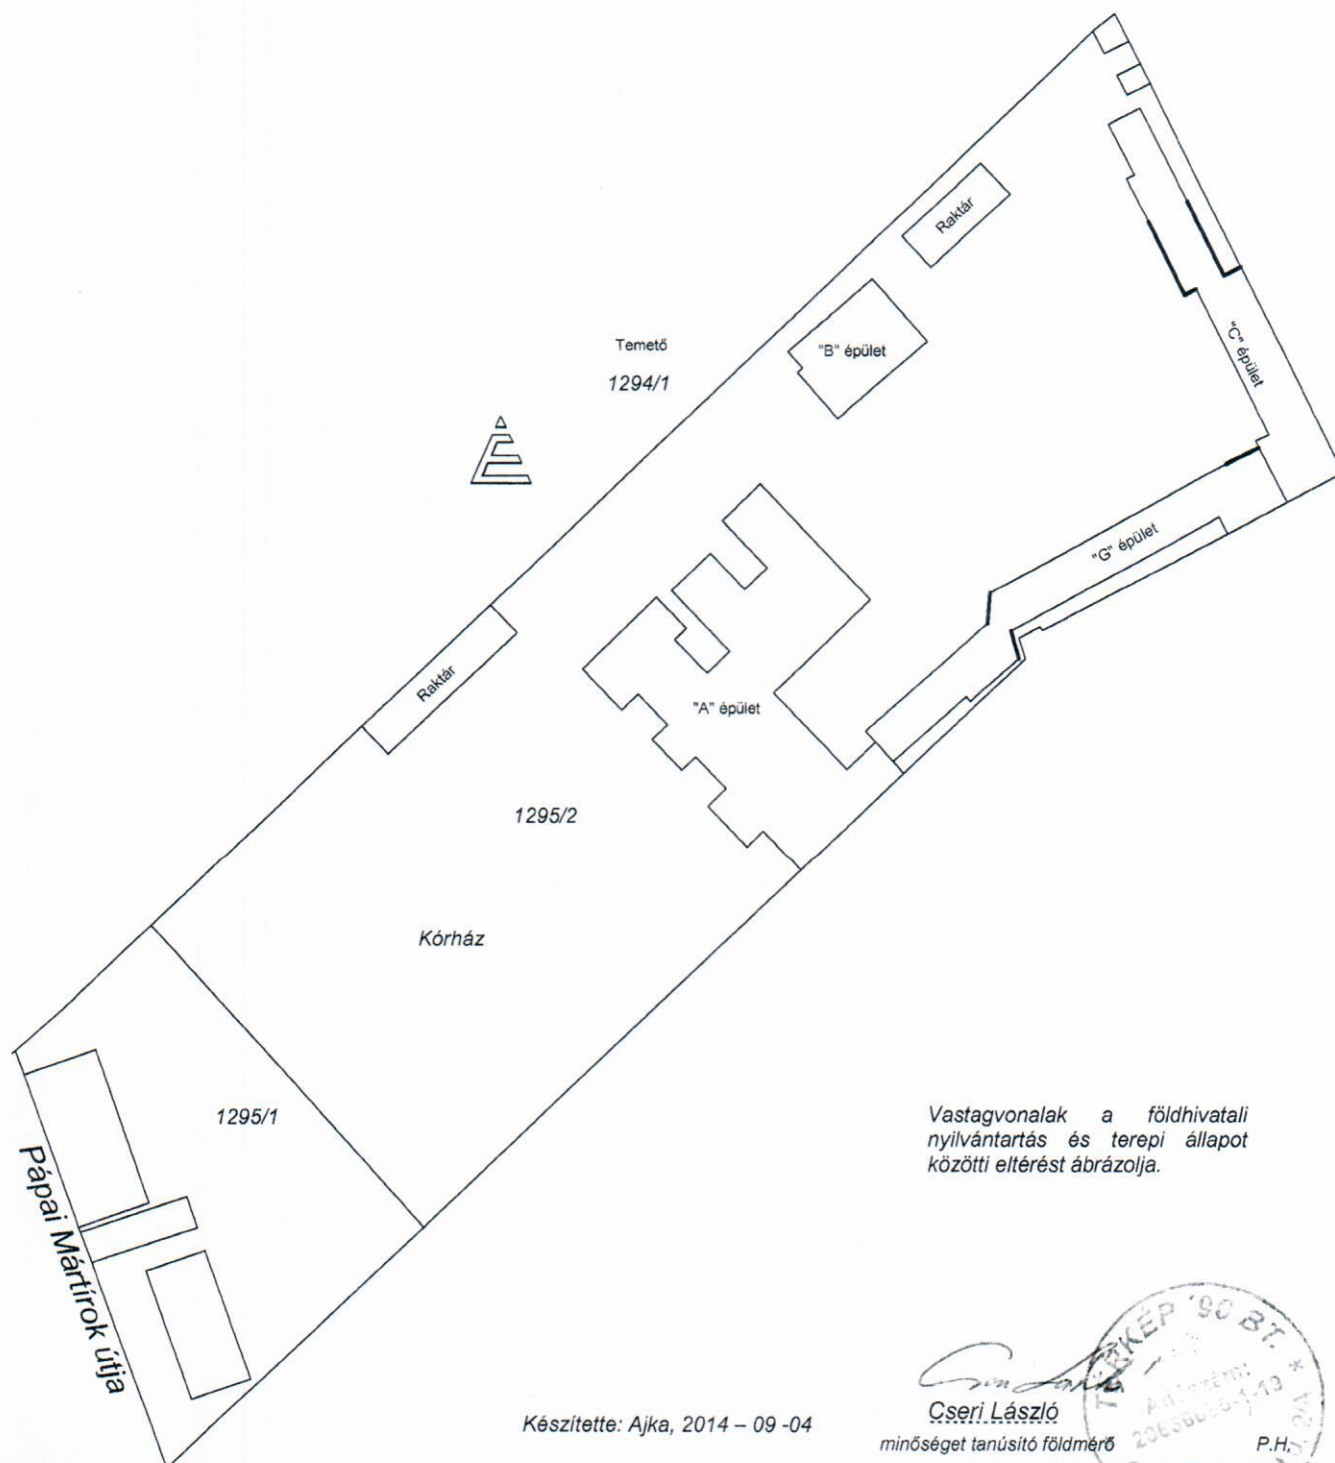 Raktár
"B" épület
Temető
1294/1
"C" épület
"G" épület
Raktár
"A" épület
1295/2
Kórház
1295/1
Pápai Mártírok útja
Vastagvonalak a földhivatali
nyilvántartás és terepi állapot
közötti eltérést ábrázolja.
TÉRKÉP '90 BT. *
Készítette: Ajka, 2014 – 09 -04
Cseri László
minőséget tanúsító földmérő
P.H.